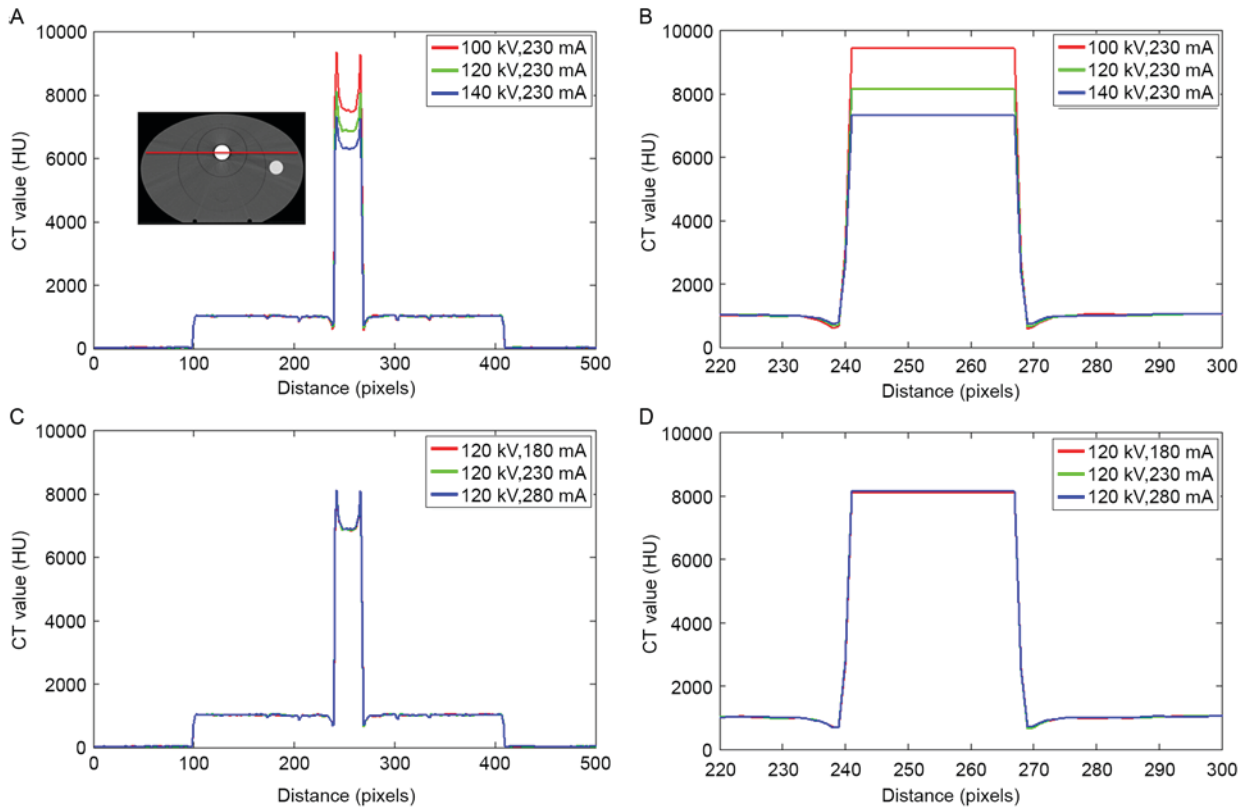 A
10000
8000
6000
4000
2000
0
CT value (HU)
100 kV,230 mA
120 kV,230 mA
140 kV,230 mA
0 100 200 300 400 500
Distance (pixels)
B
10000
8000
6000
4000
2000
0
CT value (HU)
100 kV,230 mA
120 kV,230 mA
140 kV,230 mA
220 230 240 250 260 270 280 290 300
Distance (pixels)
C
10000
8000
6000
4000
2000
0
CT value (HU)
120 kV,180 mA
120 kV,230 mA
120 kV,280 mA
0 100 200 300 400 500
Distance (pixels)
D
10000
8000
6000
4000
2000
0
CT value (HU)
120 kV,180 mA
120 kV,230 mA
120 kV,280 mA
220 230 240 250 260 270 280 290 300
Distance (pixels)